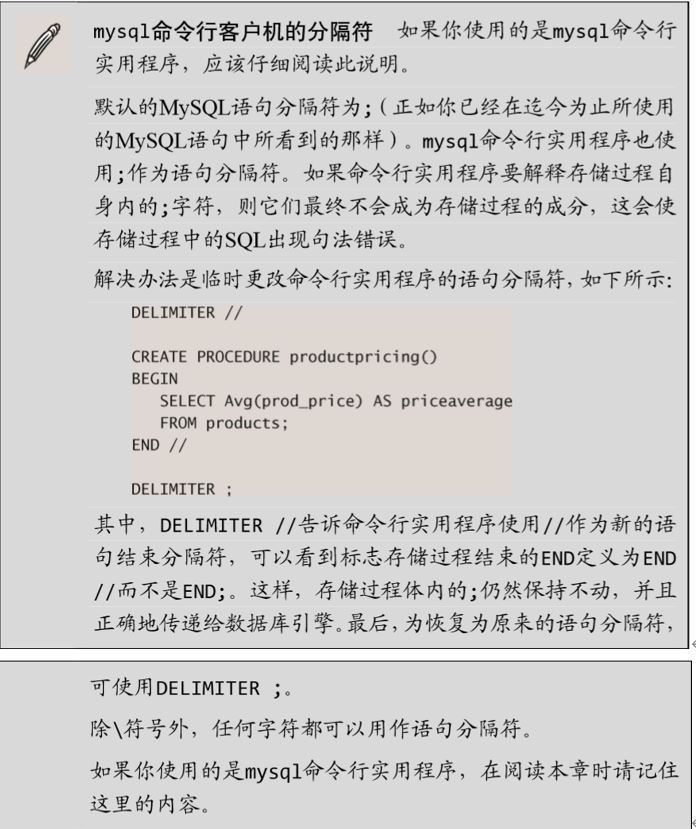 mysql命令行客户机的分隔符 如果你使用的是mysql命令行
实用程序，应该仔细阅读此说明。
默认的MySQL语句分隔符为;（正如你已经在迄今为止所使用
的MySQL语句中所看到的那样）。mysql命令行实用程序也使
用;作为语句分隔符。如果命令行实用程序要解释存储过程自
身内的;字符，则它们最终不会成为存储过程的成分，这会使
存储过程中的SQL出现句法错误。
解决办法是临时更改命令行实用程序的语句分隔符，如下所示：
DELIMITER //
CREATE PROCEDURE productpricing()
BEGIN
SELECT Avg(prod_price) AS priceaverage
FROM products;
END //
DELIMITER ;
其中，DELIMITER //告诉命令行实用程序使用//作为新的语
句结束分隔符，可以看到标志存储过程结束的END定义为END
//而不是END;。这样，存储过程体内的;仍然保持不动，并且
正确地传递给数据库引擎。最后，为恢复为原来的语句分隔符，
可使用DELIMITER ;。
除\符号外，任何字符都可以用作语句分隔符。
如果你使用的是mysql命令行实用程序，在阅读本章时请记住
这里的内容。